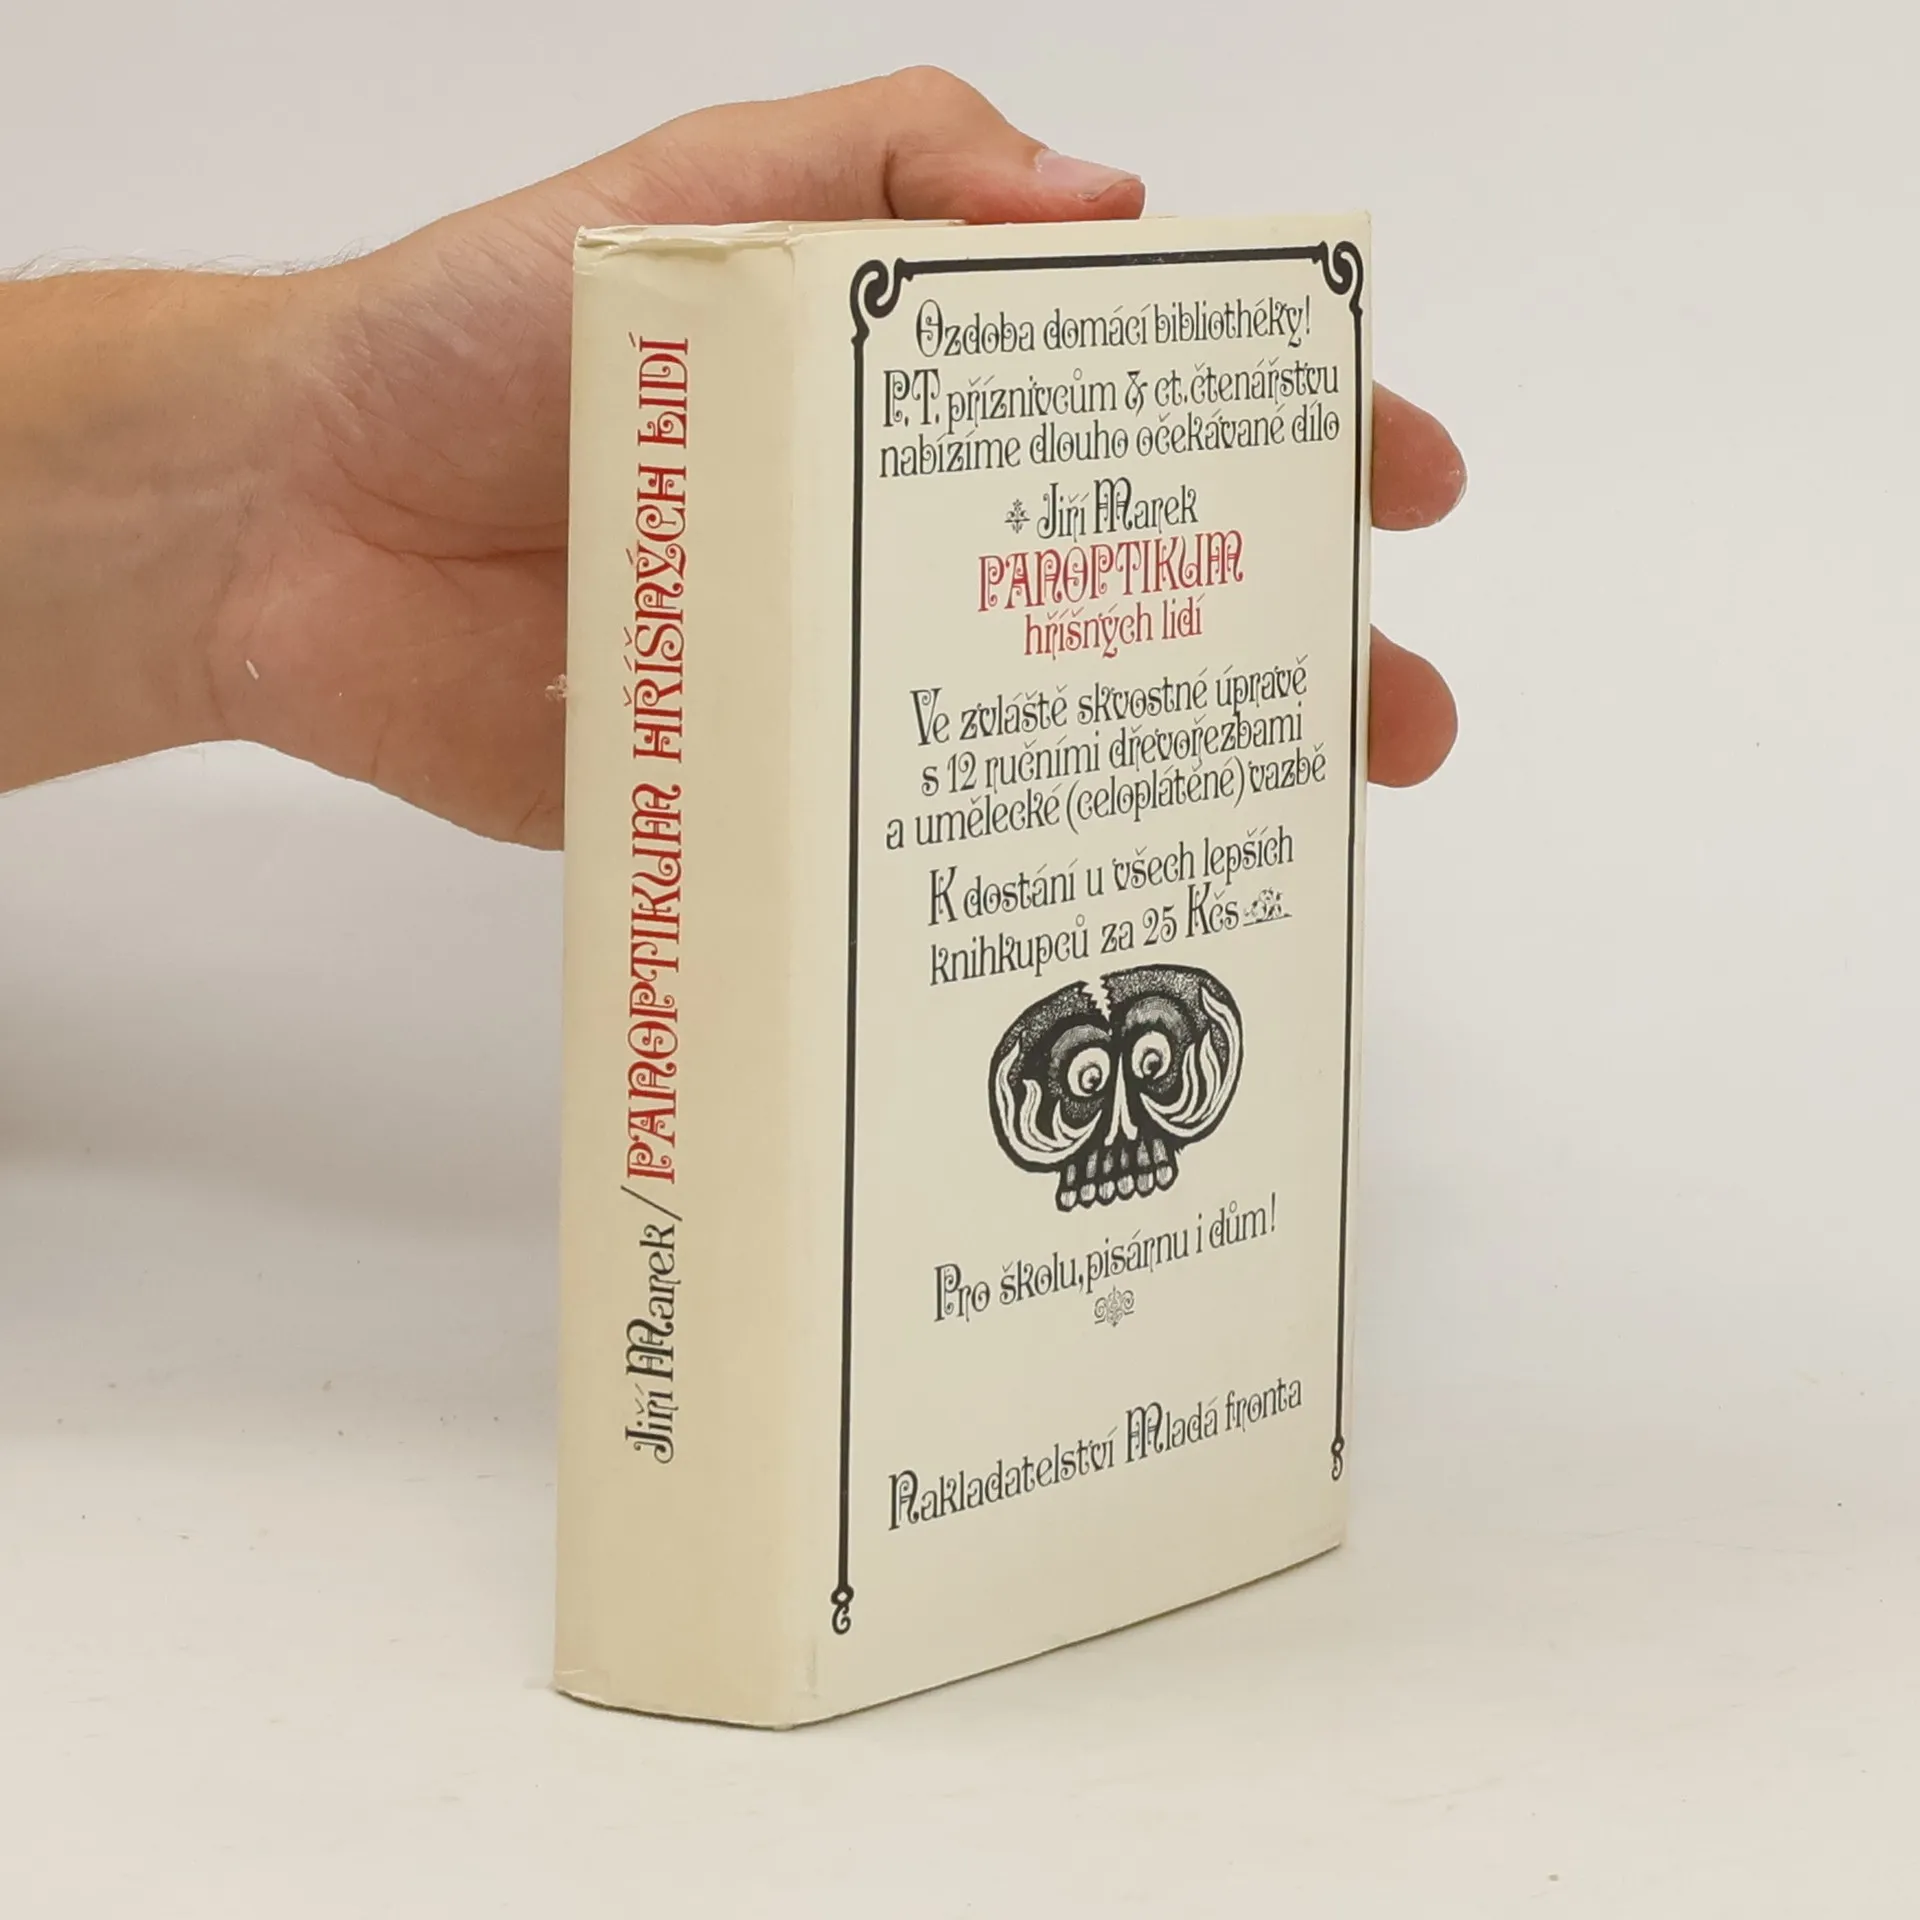 Jiří Marek / PANOPTIKUM HŘÍŠNÝCH LIDÍ
Ozdoba domácí bibliothéky!
P.T. příznivcům & ct. čtenářstvu
nabízíme dlouho očekávané dílo
Jiří Marek
PANOPTIKUM
hříšných lidí
Ve zvláště skvostné úpravě
s 12 ručními dřevořezbami
a umělecké (celoplátěné) vazbě
K dostání u všech lepších
knihkupců za 25 Kčs
Pro školu, pisárnu i dům!
Nakladatelství Mladá fronta